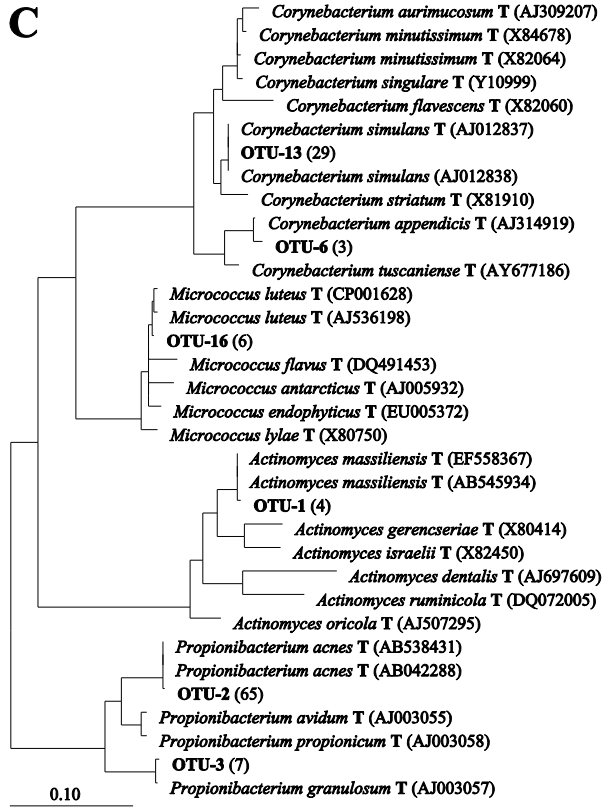 C
Corynebacterium aurimucosum T (AJ309207)
Corynebacterium minutissimum T (X84678)
Corynebacterium minutissimum T (X82064)
Corynebacterium singulare T (Y10999)
Corynebacterium flavescens T (X82060)
Corynebacterium simulans T (AJ012837)
OTU-13 (29)
Corynebacterium simulans (AJ012838)
Corynebacterium striatum T (X81910)
Corynebacterium appendicis T (AJ314919)
OTU-6 (3)
Corynebacterium tuscaniense T (AY677186)
Micrococcus luteus T (CP001628)
Micrococcus luteus T (AJ536198)
OTU-16 (6)
Micrococcus flavus T (DQ491453)
Micrococcus antarcticus T (AJ005932)
Micrococcus endophyticus T (EU005372)
Micrococcus lylae T (X80750)
Actinomyces massiliensis T (EF558367)
Actinomyces massiliensis T (AB545934)
OTU-1 (4)
Actinomyces gerencseriae T (X80414)
Actinomyces israelii T (X82450)
Actinomyces dentalis T (AJ697609)
Actinomyces ruminicola T (DQ072005)
Actinomyces oricola T (AJ507295)
Propionibacterium acnes T (AB538431)
Propionibacterium acnes T (AB042288)
OTU-2 (65)
Propionibacterium avidum T (AJ003055)
Propionibacterium propionicum T (AJ003058)
OTU-3 (7)
Propionibacterium granulosum T (AJ003057)
0.10